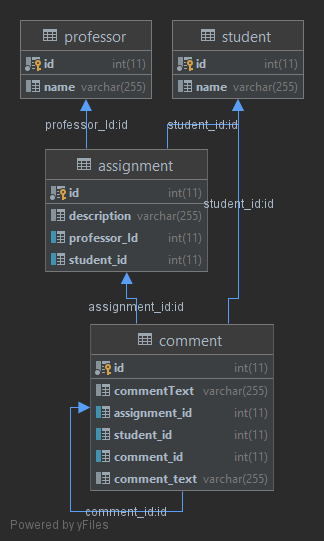 professor
id int(11)
name varchar(255)
student
id int(11)
name varchar(255)
professor_Id:id
student_id:id
assignment
id int(11)
description varchar(255)
professor_Id int(11)
student_id int(11)
student_id:id
assignment_id:id
comment
id int(11)
commentText varchar(255)
assignment_id int(11)
student_id int(11)
comment_id int(11)
comment_text varchar(255)
comment_id:id
Powered by yFiles